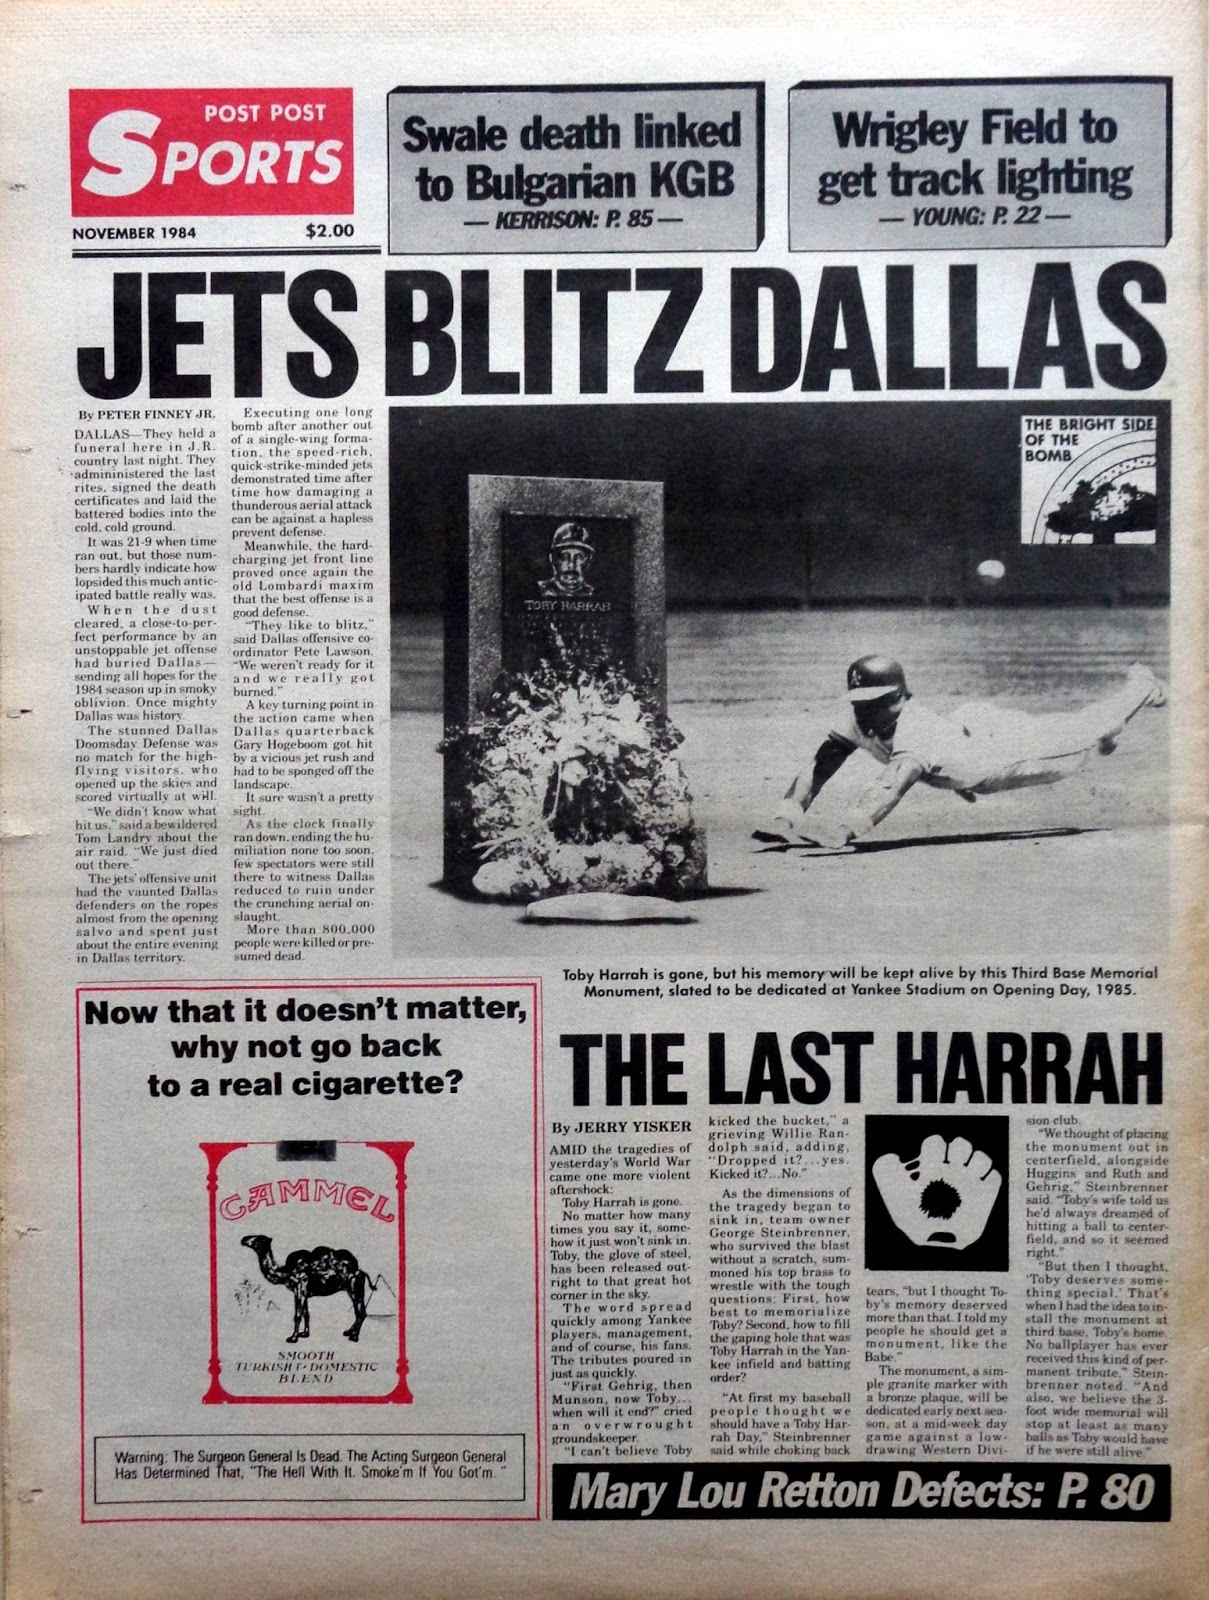 POST POST
SPORTS
NOVEMBER 1984 $2.00
Swale death linked
to Bulgarian KGB
— KERRISON: P. 85 —
Wrigley Field to
get track lighting
— YOUNG: P. 22 —
JETS BLITZ DALLAS
By PETER FINNEY JR.
DALLAS—They held a
funeral here in J.R.
country last night. They
admininistered the last
rites, signed the death
certificates and laid the
battered bodies into the
cold, cold ground.
It was 21-9 when time
ran out, but those num-
bers hardly indicate how
lopsided this much antic-
ipated battle really was.
When the dust
cleared, a close-to-per-
fect performance by an
unstoppable jet offense
had buried Dallas—
sending all hopes for the
1984 season up in smoky
oblivion. Once mighty
Dallas was history.
The stunned Dallas
Doomsday Defense was
no match for the high-
flying visitors, who
opened up the skies and
scored virtually at will.
"We didn't know what
hit us," said a bewildered
Tom Landry about the
air raid. "We just died
out there."
The jets' offensive unit
had the vaunted Dallas
defenders on the ropes
almost from the opening
salvo and spent just
about the entire evening
in Dallas territory.
Executing one long
bomb after another out
of a single-wing forma-
tion, the speed-rich,
quick-strike-minded jets
demonstrated time after
time how damaging a
thunderous aerial attack
can be against a hapless
prevent defense.
Meanwhile, the hard-
charging jet front line
proved once again the
old Lombardi maxim
that the best offense is a
good defense.
"They like to blitz,"
said Dallas offensive co-
ordinator Pete Lawson.
"We weren't ready for it
and we really got
burned."
A key turning point in
the action came when
Dallas quarterback
Gary Hogeboom got hit
by a vicious jet rush and
had to be sponged off the
landscape.
It sure wasn't a pretty
sight.
As the clock finally
ran down, ending the hu-
miliation none too soon,
few spectators were still
there to witness Dallas
reduced to ruin under
the crunching aerial on-
slaught.
More than 800,000
people were killed or pre-
sumed dead.
THE BRIGHT SIDE
OF THE
BOMB
TOBY HARRAH
A
Toby Harrah is gone, but his memory will be kept alive by this Third Base Memorial
Monument, slated to be dedicated at Yankee Stadium on Opening Day, 1985.
Now that it doesn't matter,
why not go back
to a real cigarette?
CAMMEL
SMOOTH
TURKISH & DOMESTIC
BLEND
Warning: The Surgeon General Is Dead. The Acting Surgeon General
Has Determined That, "The Hell With It. Smoke'm If You Got'm."
THE LAST HARRAH
By JERRY YISKER
AMID the tragedies of
yesterday's World War
came one more violent
aftershock:
Toby Harrah is gone.
No matter how many
times you say it, some-
how it just won't sink in.
Toby, the glove of steel,
has been released out-
right to that great hot
corner in the sky.
The word spread
quickly among Yankee
players, management,
and of course, his fans.
The tributes poured in
just as quickly.
"First Gehrig, then
Munson, now Toby...
when will it end?" cried
an overwrought
groundskeeper.
"I can't believe Toby
kicked the bucket," a
grieving Willie Ran-
dolph said, adding,
"Dropped it?...yes.
Kicked it?...No."
As the dimensions of
the tragedy began to
sink in, team owner
George Steinbrenner,
who survived the blast
without a scratch, sum-
moned his top brass to
wrestle with the tough
questions: First, how
best to memorialize
Toby? Second, how to fill
the gaping hole that was
Toby Harrah in the Yan-
kee infield and batting
order?
"At first my baseball
people thought we
should have a Toby Har-
rah Day," Steinbrenner
said while choking back
tears, "but I thought To-
by's memory deserved
more than that. I told my
people he should get a
monument, like the
Babe."
The monument, a sim-
ple granite marker with
a bronze plaque, will be
dedicated early next sea-
son, at a mid-week day
game against a low-
drawing Western Divi-
sion club.
"We thought of placing
the monument out in
centerfield, alongside
Huggins and Ruth and
Gehrig," Steinbrenner
said. "Toby's wife told us
he'd always dreamed of
hitting a ball to center-
field, and so it seemed
right."
"But then I thought,
'Toby deserves some-
thing special.' That's
when I had the idea to in-
stall the monument at
third base, Toby's home.
No ballplayer has ever
received this kind of per-
manent tribute," Stein-
brenner noted. "And
also, we believe the 3-
foot wide memorial will
stop at least as many
balls as Toby would have
if he were still alive."
Mary Lou Retton Defects: P. 80